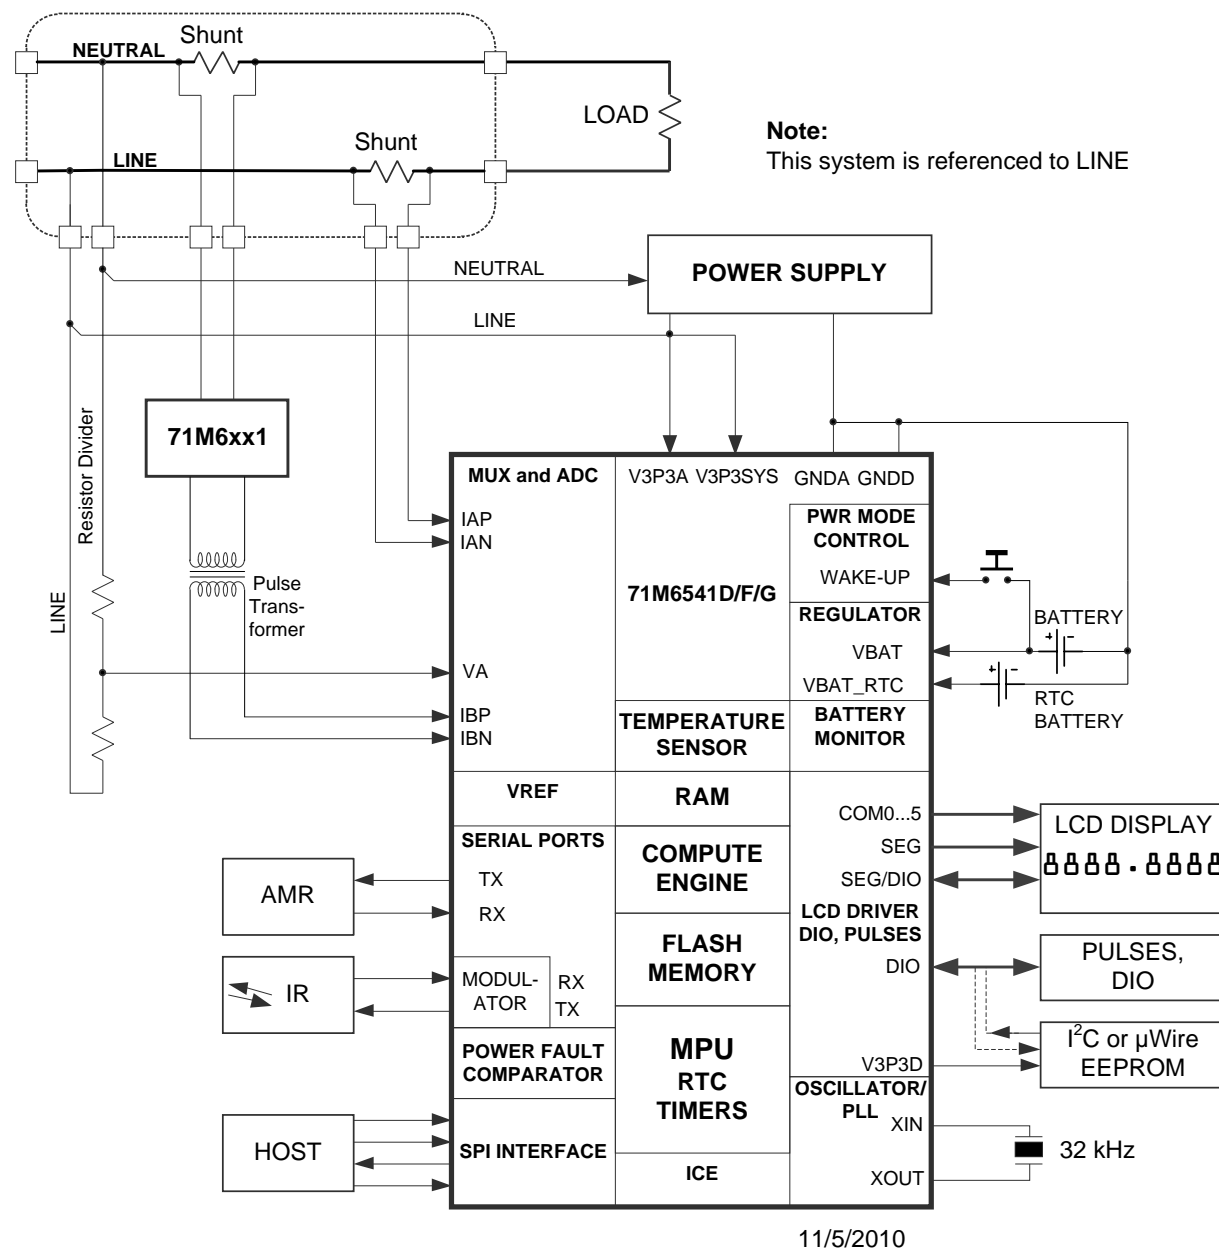 Shunt
NEUTRAL
LOAD
Note:
This system is referenced to LINE
Shunt
LINE
NEUTRAL
POWER SUPPLY
LINE
Resistor Divider
71M6xx1
MUX and ADC
V3P3A V3P3SYS GNDA GNDD
IAP
IAN
PWR MODE
CONTROL
WAKE-UP
71M6541D/F/G
Pulse
Trans-
former
LINE
REGULATOR
BATTERY
VBAT
VA
VBAT_RTC
RTC
BATTERY
IBP
IBN
TEMPERATURE
SENSOR
BATTERY
MONITOR
VREF
RAM
COM0...5
LCD DISPLAY
SERIAL PORTS
COMPUTE
ENGINE
SEG
TX
SEG/DIO
AMR
RX
LCD DRIVER
DIO, PULSES
FLASH
MEMORY
DIO
PULSES,
DIO
IR
MODUL-
ATOR
RX
TX
I²C or µWire
EEPROM
POWER FAULT
COMPARATOR
MPU
RTC
TIMERS
V3P3D
OSCILLATOR/
PLL
XIN
HOST
SPI INTERFACE
32 kHz
ICE
XOUT
11/5/2010